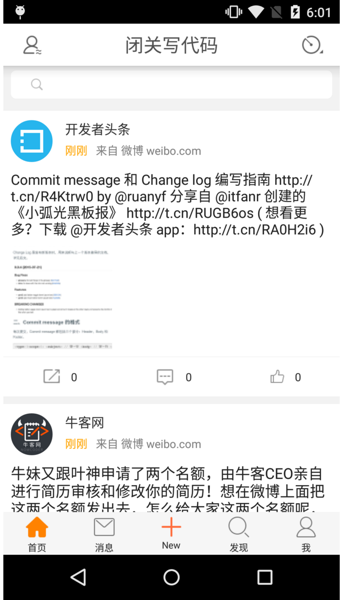 6:01
闭关写代码
开发者头条
刚刚 来自 微博 weibo.com
Commit message 和 Change log 编写指南 http://
t.cn/R4Ktrw0 by @ruanyf 分享自 @itfanr 创建的
《小弧光黑板报》 http://t.cn/RUGB6os ( 想看更
多？下载 @开发者头条 app：http://t.cn/RA0H2i6 )
二、Commit message 的格式
0 0 0
牛客网
牛客网
刚刚 来自 微博 weibo.com
牛妹又跟叶神申请了两个名额，由牛客CEO亲自
进行简历审核和修改你的简历！想在微博上面把
这两个名额发出去，怎么给大家这两个名额呢，
首页 消息 New 发现 我